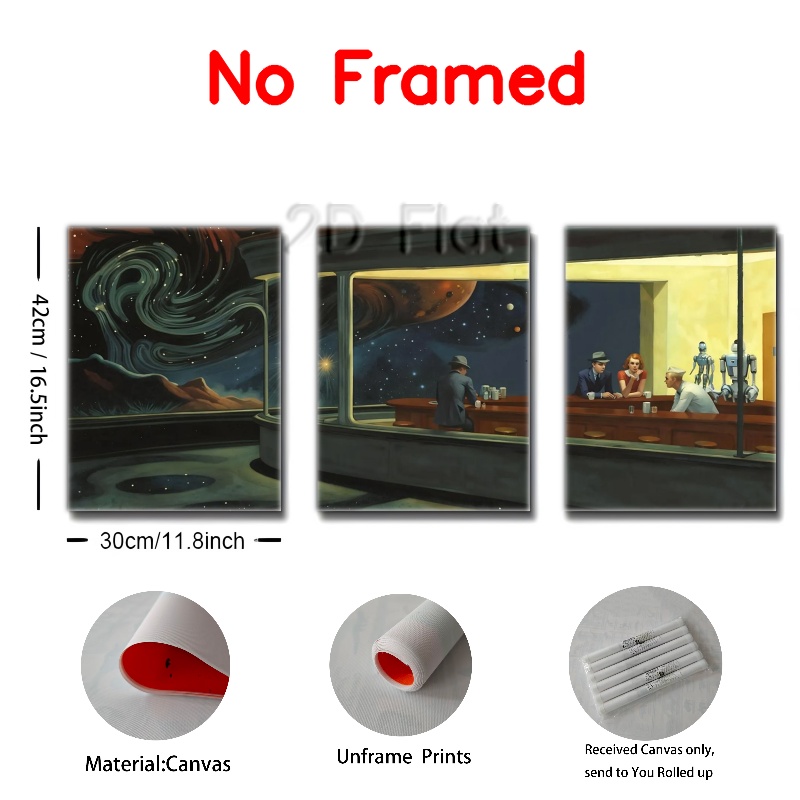 No Framed
2D Flat
42cm / 16.5inch
30cm/11.8inch
Material:Canvas
Unframe Prints
Received Canvas only,
send to You Rolled up